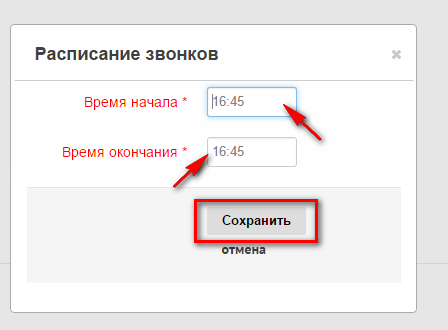 Расписание звонков ×
Время начала * 16:45
Время окончания * 16:45
Сохранить
отмена